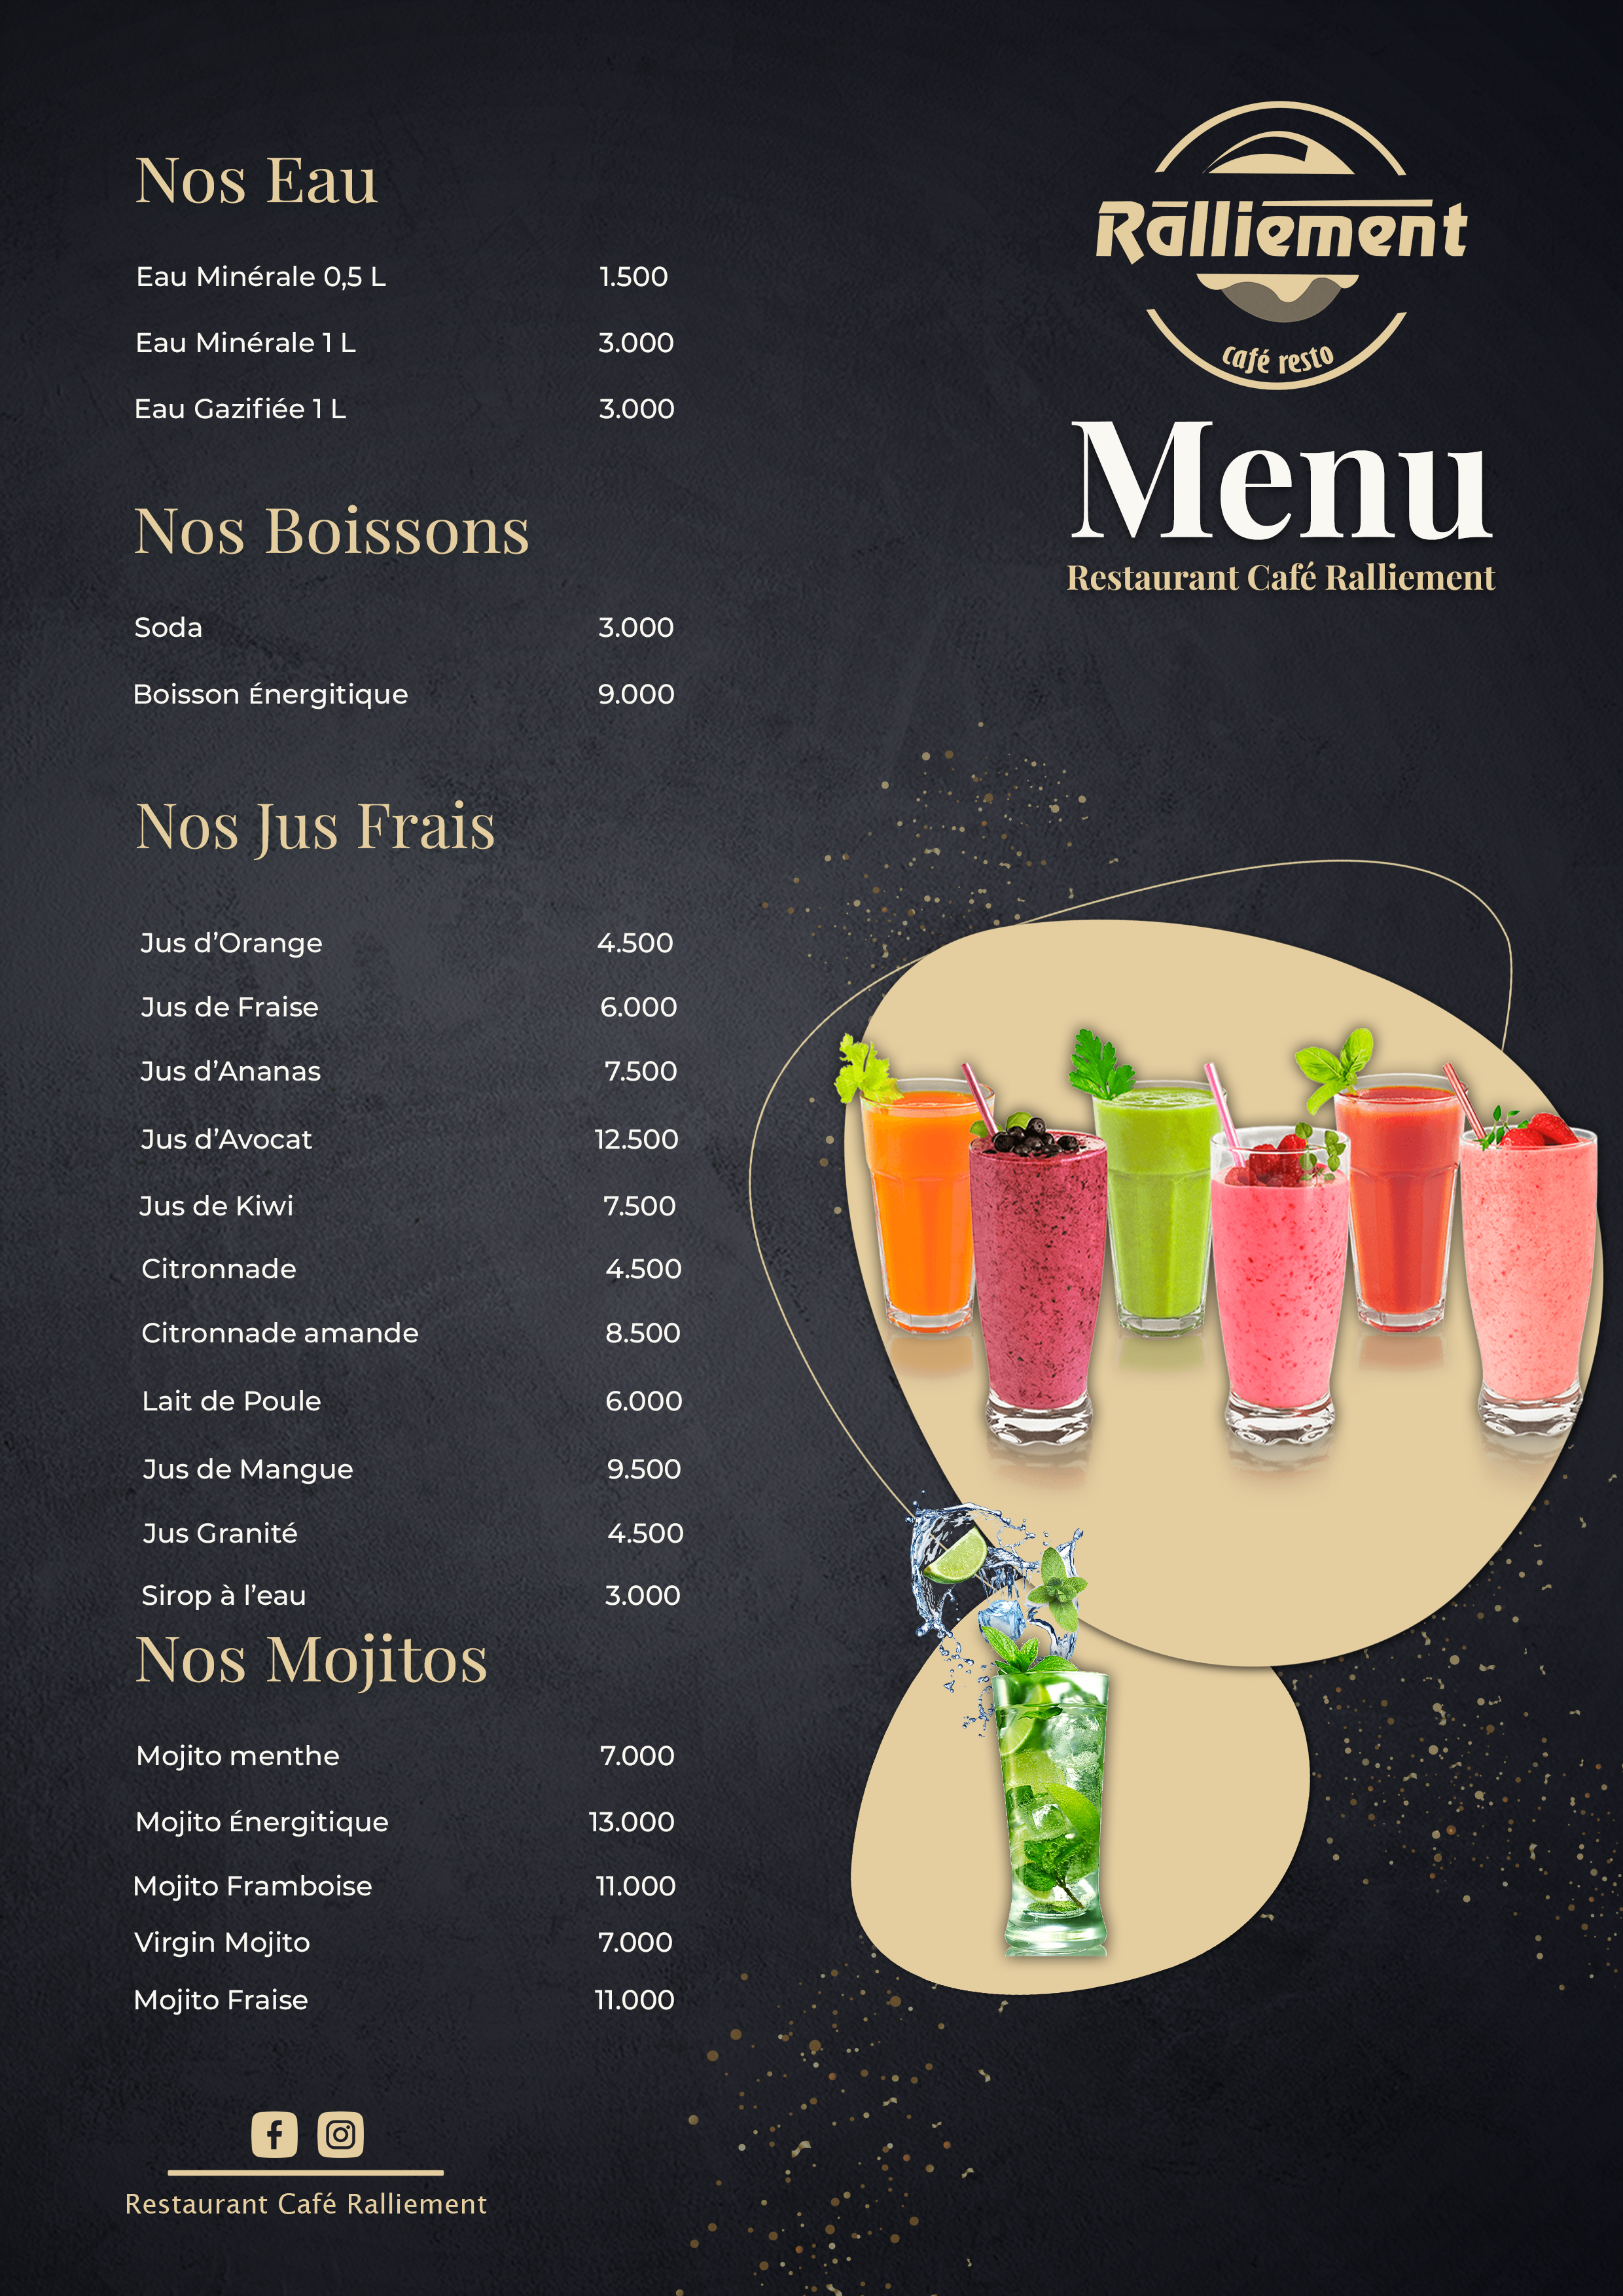 Nos Eau
Eau Minérale 0,5 L 1.500
Eau Minérale 1 L 3.000
Eau Gazifiée 1 L 3.000
Nos Boissons
Soda 3.000
Boisson Énergitique 9.000
Nos Jus Frais
Jus d’Orange 4.500
Jus de Fraise 6.000
Jus d’Ananas 7.500
Jus d’Avocat 12.500
Jus de Kiwi 7.500
Citronnade 4.500
Citronnade amande 8.500
Lait de Poule 6.000
Jus de Mangue 9.500
Jus Granité 4.500
Sirop à l’eau 3.000
Nos Mojitos
Mojito menthe 7.000
Mojito Énergitique 13.000
Mojito Framboise 11.000
Virgin Mojito 7.000
Mojito Fraise 11.000
Restaurant Café Ralliement
Ralliement
café resto
Menu
Restaurant Café Ralliement